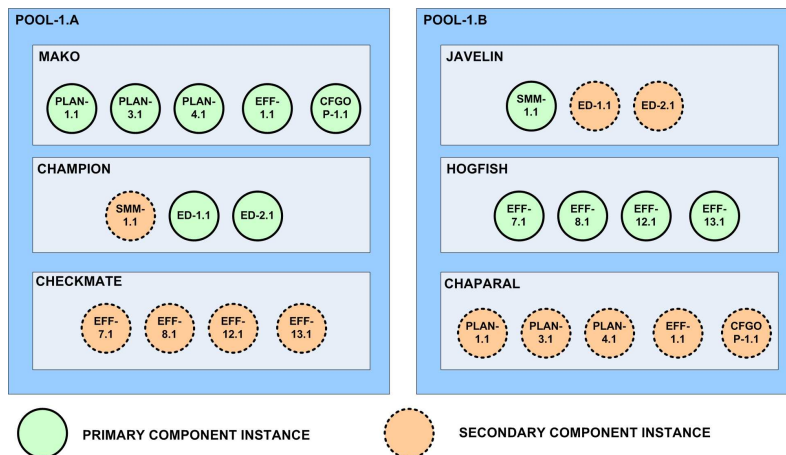 POOL-1.A
MAKO
PLAN-
1.1
PLAN-
3.1
PLAN-
4.1
EFF-
1.1
CFGO
P-1.1
CHAMPION
SMM-
1.1
ED-1.1
ED-2.1
CHECKMATE
EFF-
7.1
EFF-
8.1
EFF-
12.1
EFF-
13.1
POOL-1.B
JAVELIN
SMM-
1.1
ED-1.1
ED-2.1
HOGFISH
EFF-
7.1
EFF-
8.1
EFF-
12.1
EFF-
13.1
CHAPARAL
PLAN-
1.1
PLAN-
3.1
PLAN-
4.1
EFF-
1.1
CFGO
P-1.1
PRIMARY COMPONENT INSTANCE
SECONDARY COMPONENT INSTANCE